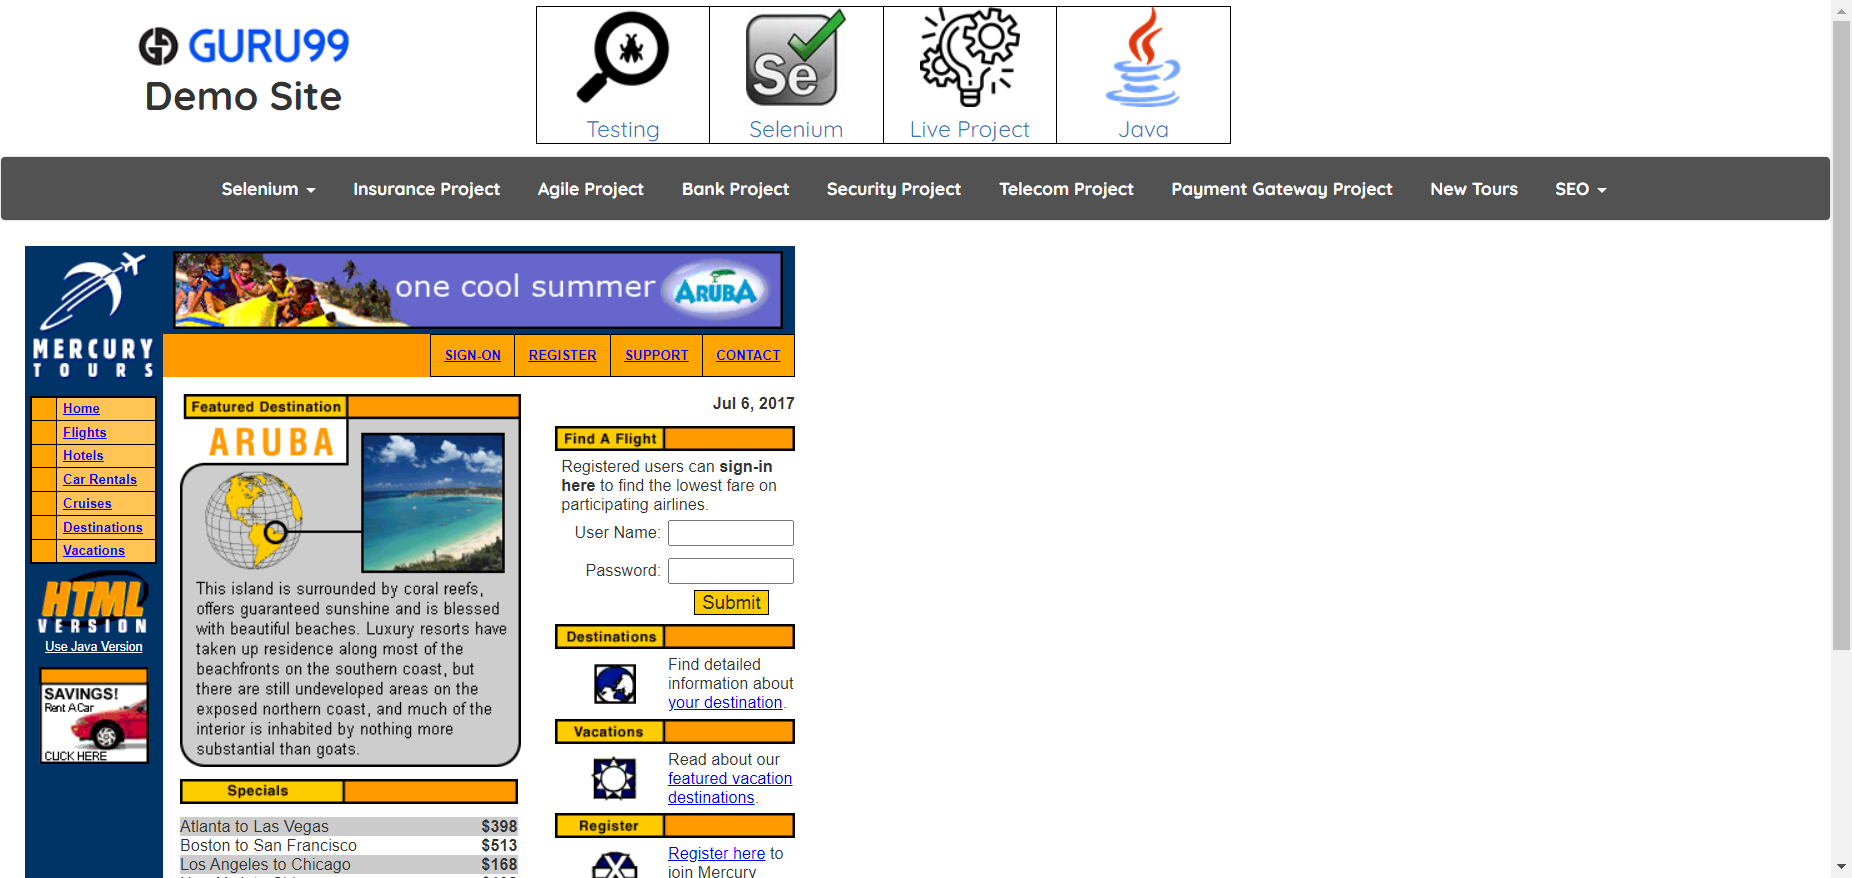 GURU99
Demo Site
Testing
Selenium
Live Project
Java
Selenium
Insurance Project
Agile Project
Bank Project
Security Project
Telecom Project
Payment Gateway Project
New Tours
SEO
one cool summer
ARUBA
MERCURY
TOURS
SIGN-ON
REGISTER
SUPPORT
CONTACT
Home
Flights
Hotels
Car Rentals
Cruises
Destinations
Vacations
HTML
VERSION
Use Java Version
SAVINGS!
Rent A Car
CLICK HERE
Featured Destination
ARUBA
This island is surrounded by coral reefs,
offers guaranteed sunshine and is blessed
with beautiful beaches. Luxury resorts have
taken up residence along most of the
beachfronts on the southern coast, but
there are still undeveloped areas on the
exposed northern coast, and much of the
interior is inhabited by nothing more
substantial than goats.
Specials
Atlanta to Las Vegas $398
Boston to San Francisco $513
Los Angeles to Chicago $168
Jul 6, 2017
Find A Flight
Registered users can sign-in
here to find the lowest fare on
participating airlines.
User Name:
Password:
Submit
Destinations
Find detailed
information about
your destination.
Vacations
Read about our
featured vacation
destinations.
Register
Register here to
join Mercury